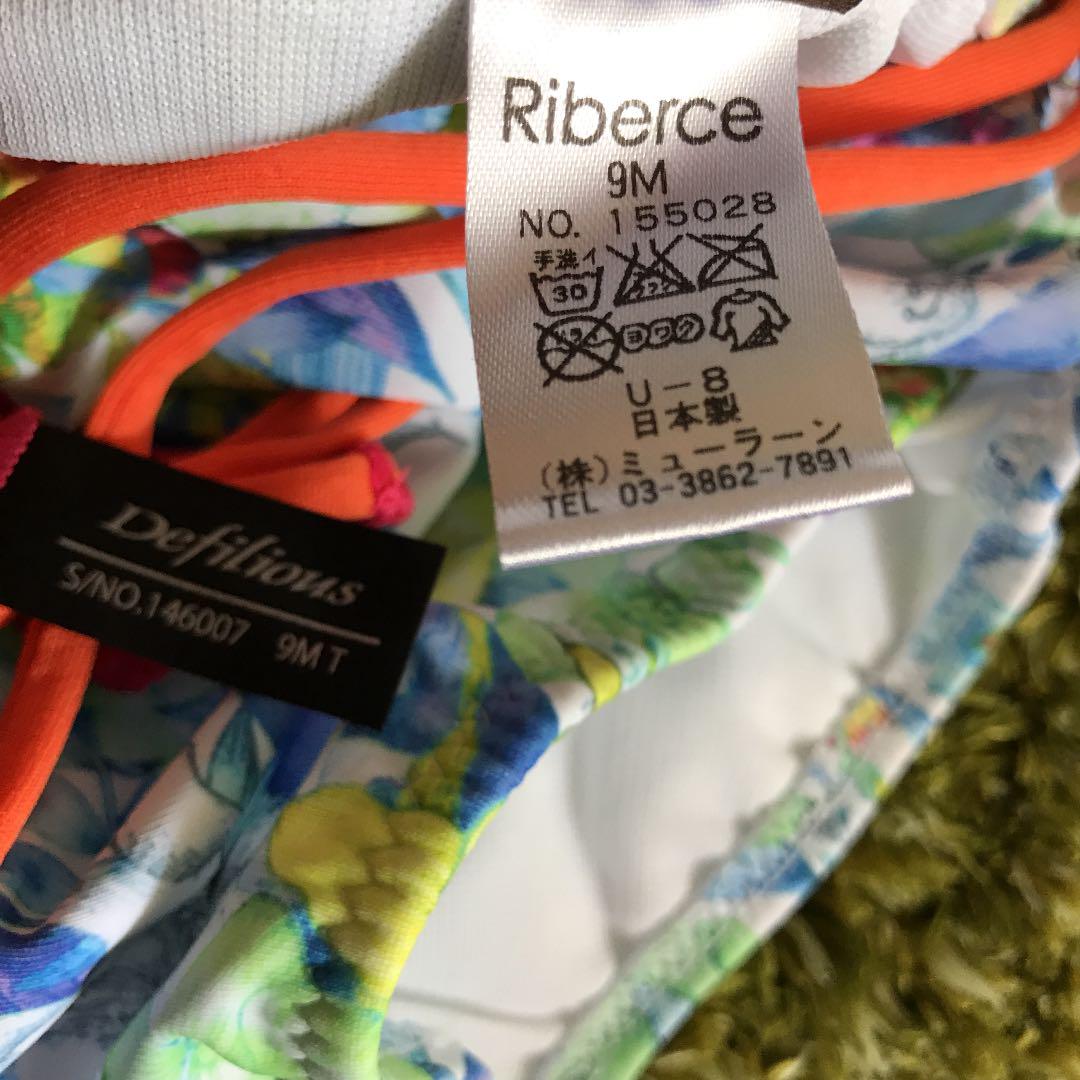 Riberce
9M
NO. 155028
手洗イ
30
ヨワク
U-8
日本製
(株)ミューラーン
TEL 03-3862-7891
Defilious
S/NO.146007 9M T